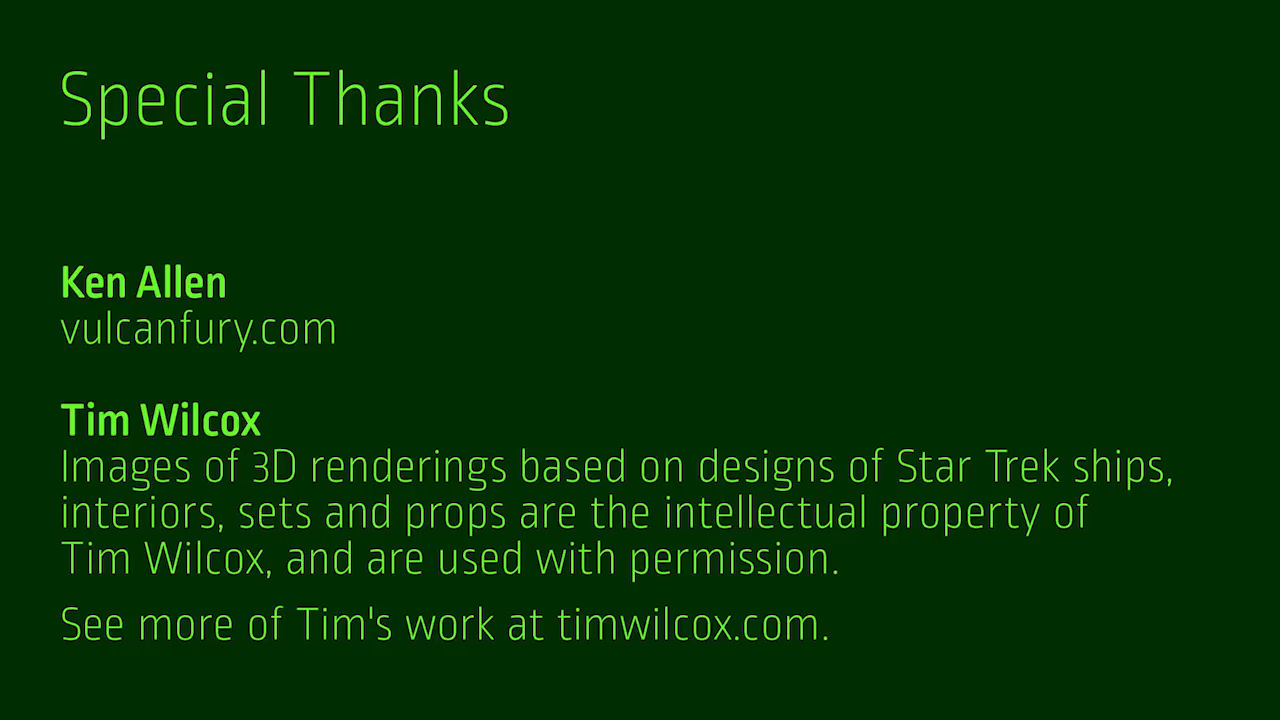 Special Thanks
Ken Allen
vulcanfury.com
Tim Wilcox
Images of 3D renderings based on designs of Star Trek ships,
interiors, sets and props are the intellectual property of
Tim Wilcox, and are used with permission.
See more of Tim's work at timwilcox.com.